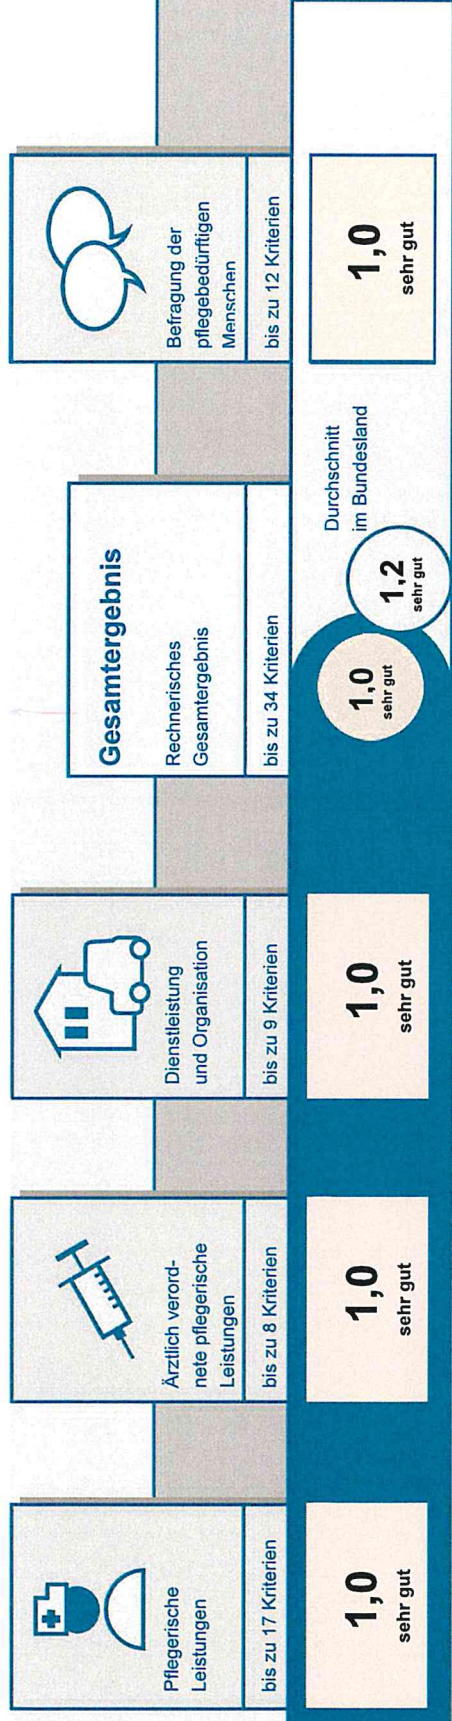 Pflegerische
Leistungen
bis zu 17 Kriterien
1,0
sehr gut
Ärztlich verord-
nete pflegerische
Leistungen
bis zu 8 Kriterien
1,0
sehr gut
Dienstleistung
und Organisation
bis zu 9 Kriterien
1,0
sehr gut
Gesamtergebnis
Rechnerisches
Gesamtergebnis
bis zu 34 Kriterien
1,0
sehr gut
1,2
sehr gut
Durchschnitt
im Bundesland
Befragung der
pflegebedürftigen
Menschen
bis zu 12 Kriterien
1,0
sehr gut